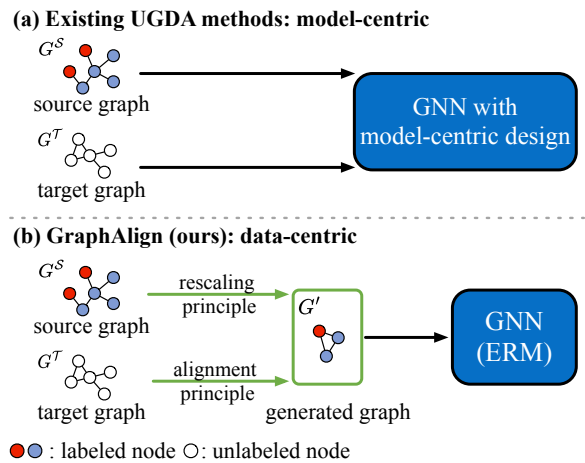 (a) Existing UGDA methods: model-centric
G^S
source graph
G^T
target graph
GNN with
model-centric design
(b) GraphAlign (ours): data-centric
G^S
source graph
rescaling
principle
G^T
target graph
alignment
principle
G′
generated graph
GNN
(ERM)
: labeled node : unlabeled node